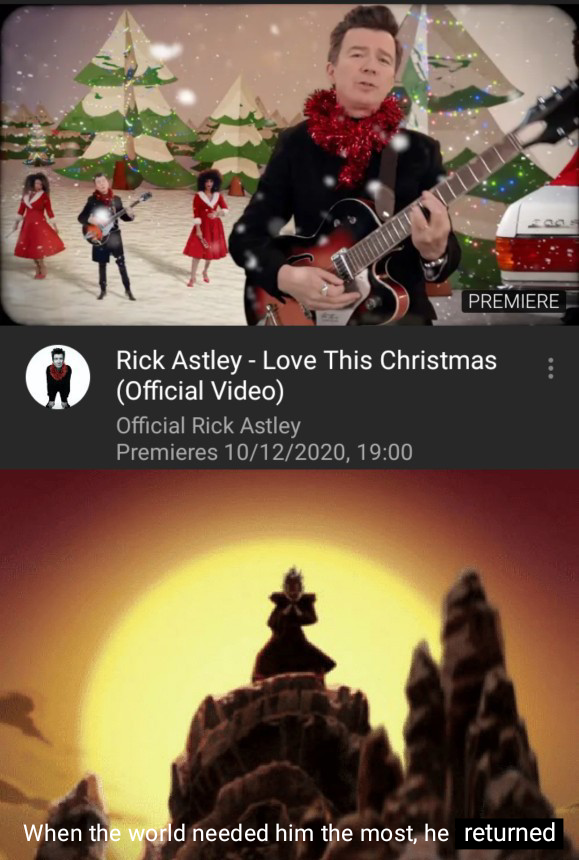 PREMIERE
Rick Astley - Love This Christmas
(Official Video)
Official Rick Astley
Premieres 10/12/2020, 19:00
When the world needed him the most, he returned